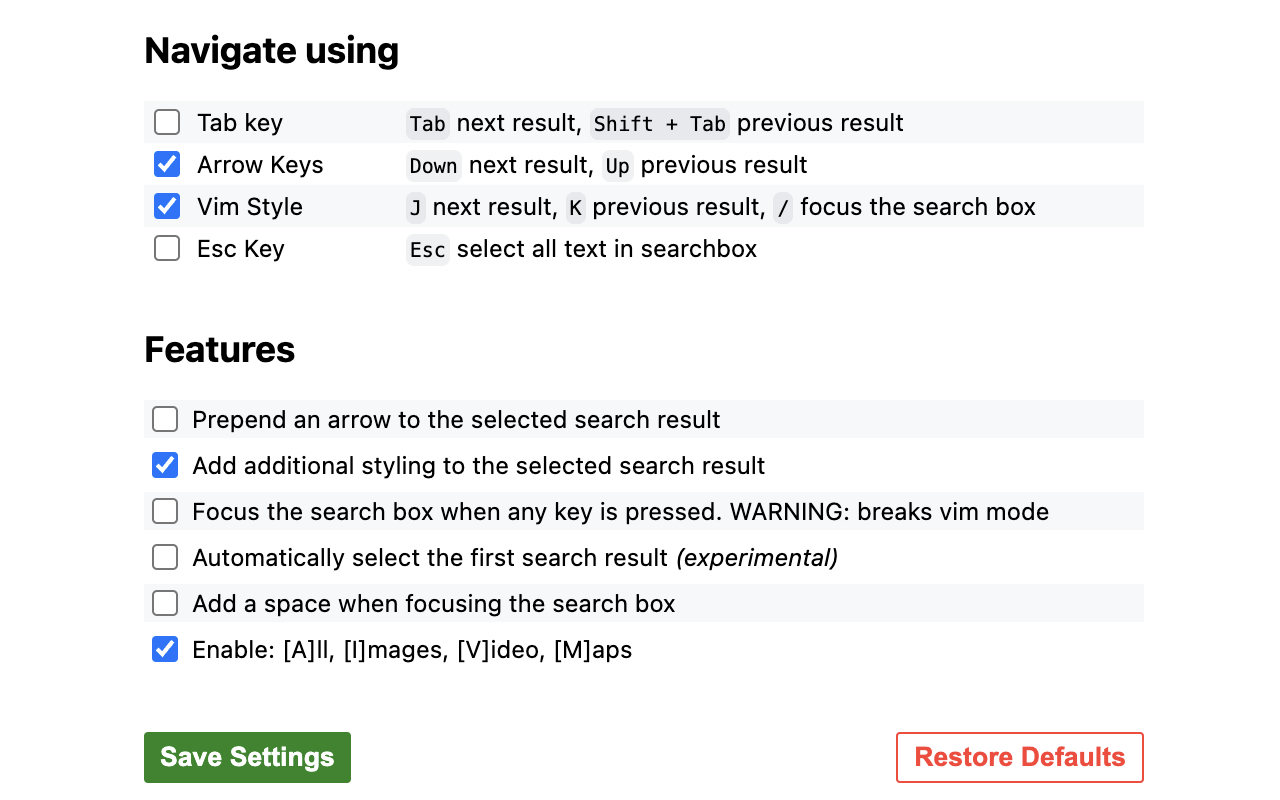 Navigate using
Tab key Tab next result, Shift + Tab previous result
Arrow Keys Down next result, Up previous result
Vim Style J next result, K previous result, / focus the search box
Esc Key Esc select all text in searchbox
Features
Prepend an arrow to the selected search result
Add additional styling to the selected search result
Focus the search box when any key is pressed. WARNING: breaks vim mode
Automatically select the first search result (experimental)
Add a space when focusing the search box
Enable: [A]ll, [I]mages, [V]ideo, [M]aps
Save Settings Restore Defaults